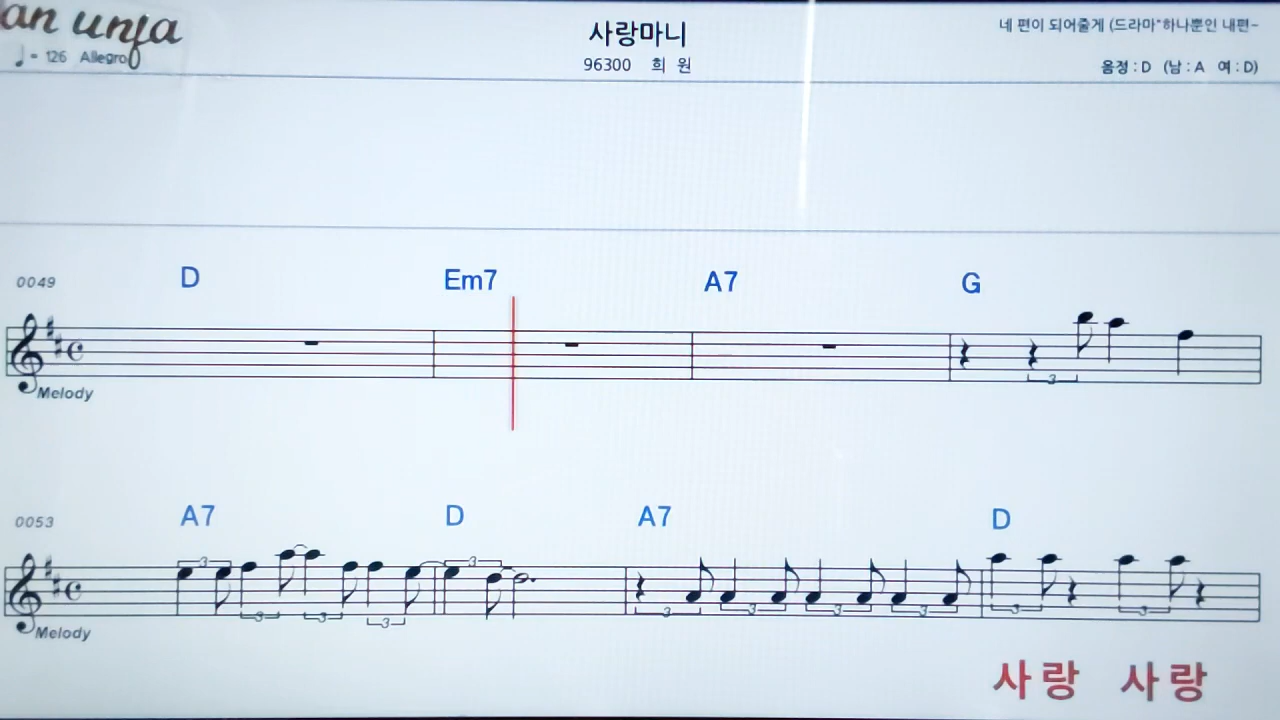 an unja
♩= 126 Allegro
사랑마니
96300 희 원
네 편이 되어줄게 (드라마"하나뿐인 내편-
음정 : D (남 : A 여 : D)
0049 D Em7 A7 G
3
Melody
0053 A7 D A7 D
3 3 3 3 3 3 3 3 3 3 3
Melody
사랑 사랑